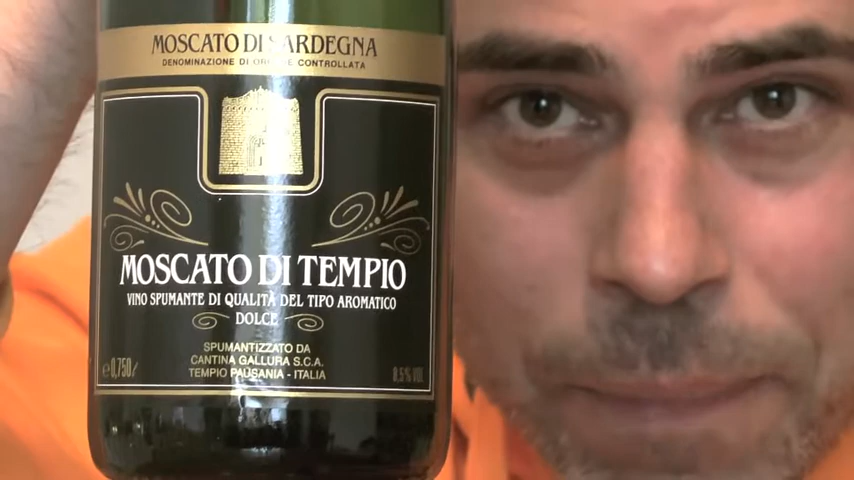 MOSCATO DI SARDEGNA
DENOMINAZIONE DI ORIGINE CONTROLLATA
MOSCATO DI TEMPIO
VINO SPUMANTE DI QUALITÀ DEL TIPO AROMATICO
DOLCE
SPUMANTIZZATO DA
CANTINA GALLURA S.C.A.
TEMPIO PAUSANIA - ITALIA
e 0,750 l
8,5% VOL